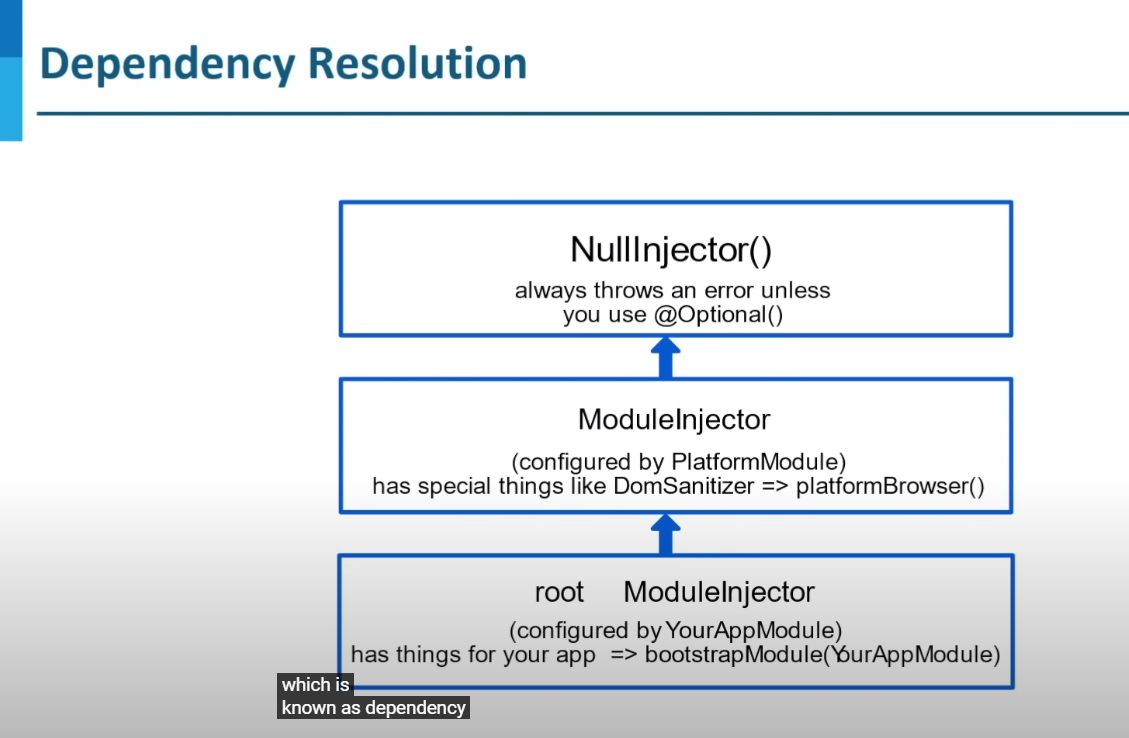 Dependency Resolution
NullInjector()
always throws an error unless
you use @Optional()
ModuleInjector
(configured by PlatformModule)
has special things like DomSanitizer => platformBrowser()
root ModuleInjector
(configured by YourAppModule)
has things for your app => bootstrapModule(YourAppModule)
which is
known as dependency